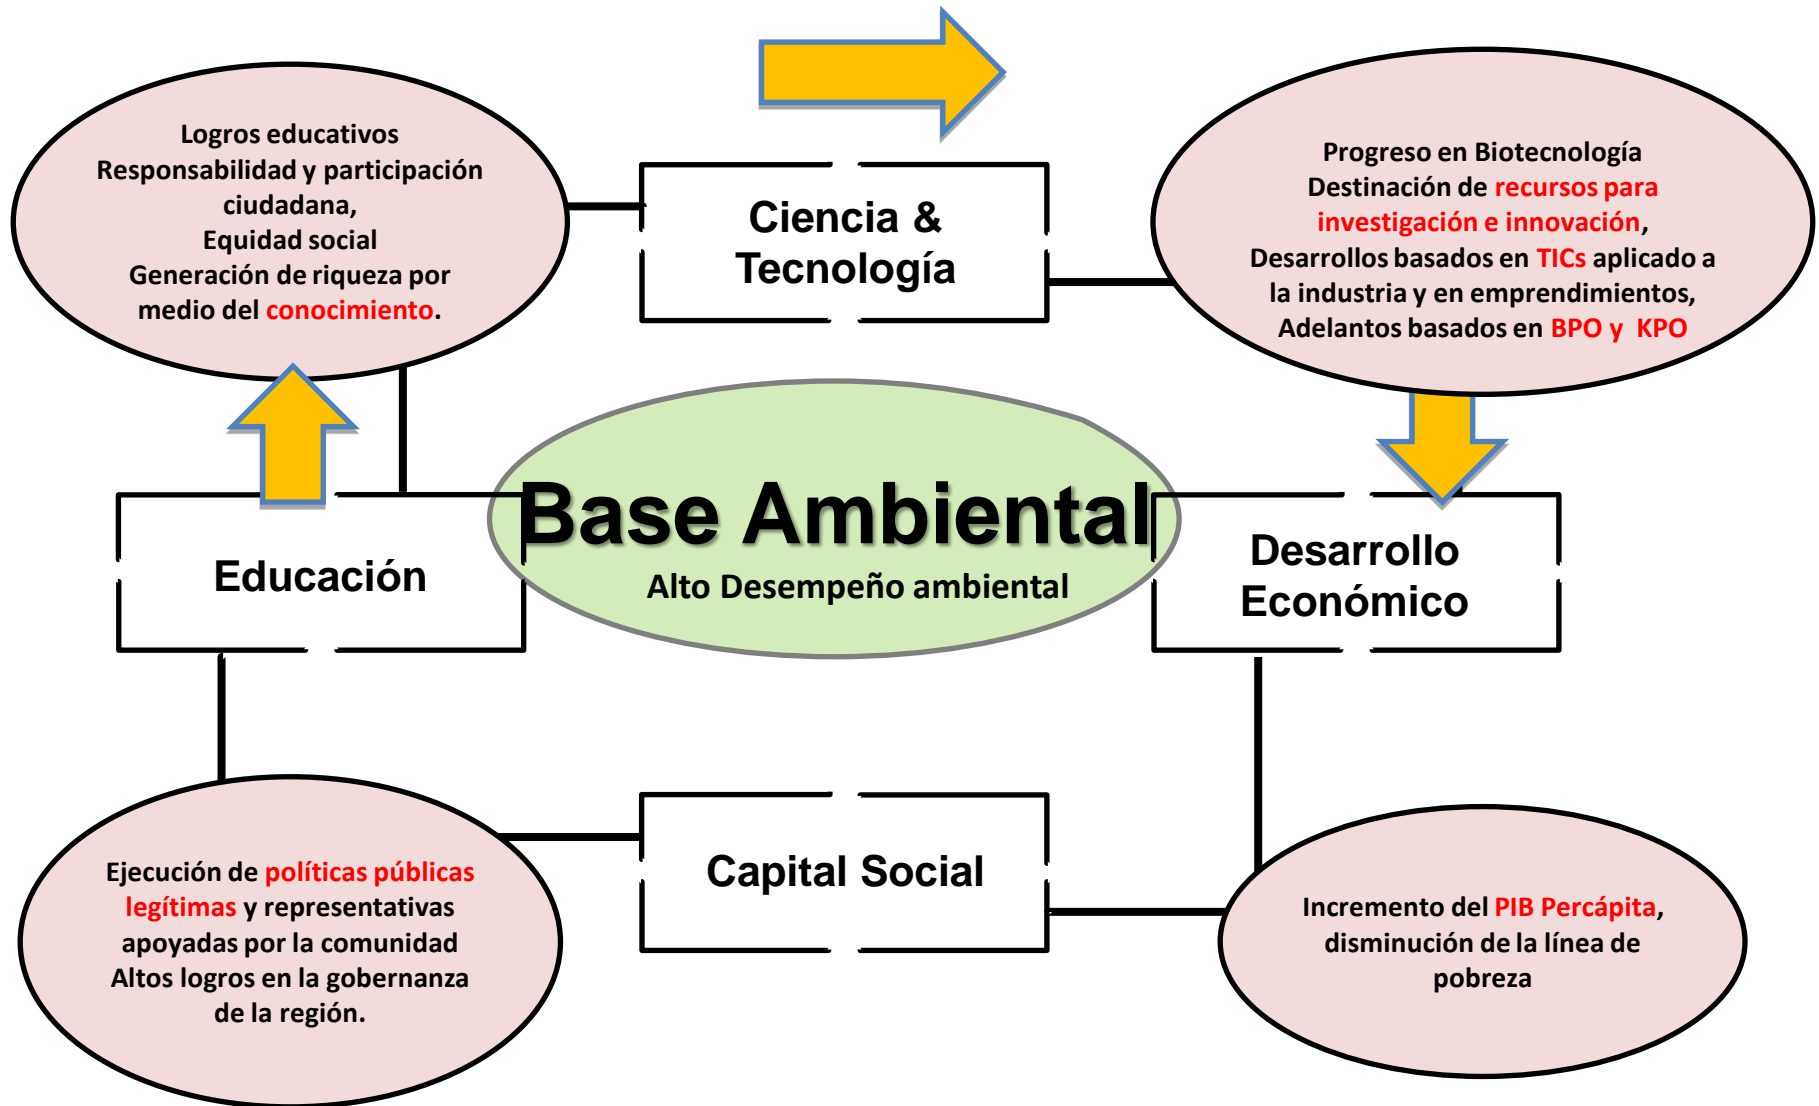 Logros educativos
Responsabilidad y participación
ciudadana,
Equidad social
Generación de riqueza por
medio del conocimiento.
Ciencia &
Tecnología
Progreso en Biotecnología
Destinación de recursos para
investigación e innovación,
Desarrollos basados en TICs aplicado a
la industria y en emprendimientos,
Adelantos basados en BPO y  KPO
Educación
Base Ambiental
Alto Desempeño ambiental
Desarrollo
Económico
Ejecución de políticas públicas
legítimas y representativas
apoyadas por la comunidad
Altos logros en la gobernanza
de la región.
Capital Social
Incremento del PIB Percápita,
disminución de la línea de
pobreza